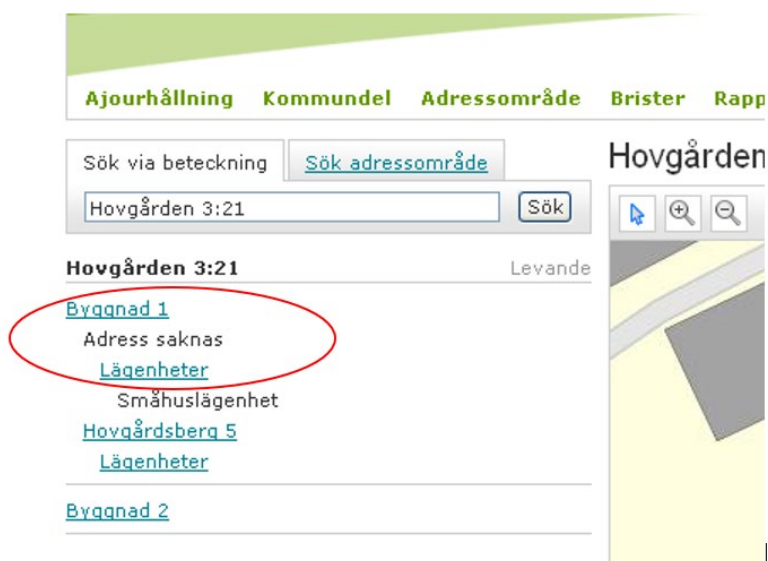 Ajourhållning Kommundel Adressområde Brister Rapp
Sök via beteckning Sök adressområde
Hovgården 3:21 Sök
Hovgården
Hovgården 3:21 Levande
Byggnad 1
Adress saknas
Lägenheter
Småhuslägenhet
Hovgårdsberg 5
Lägenheter
Byggnad 2